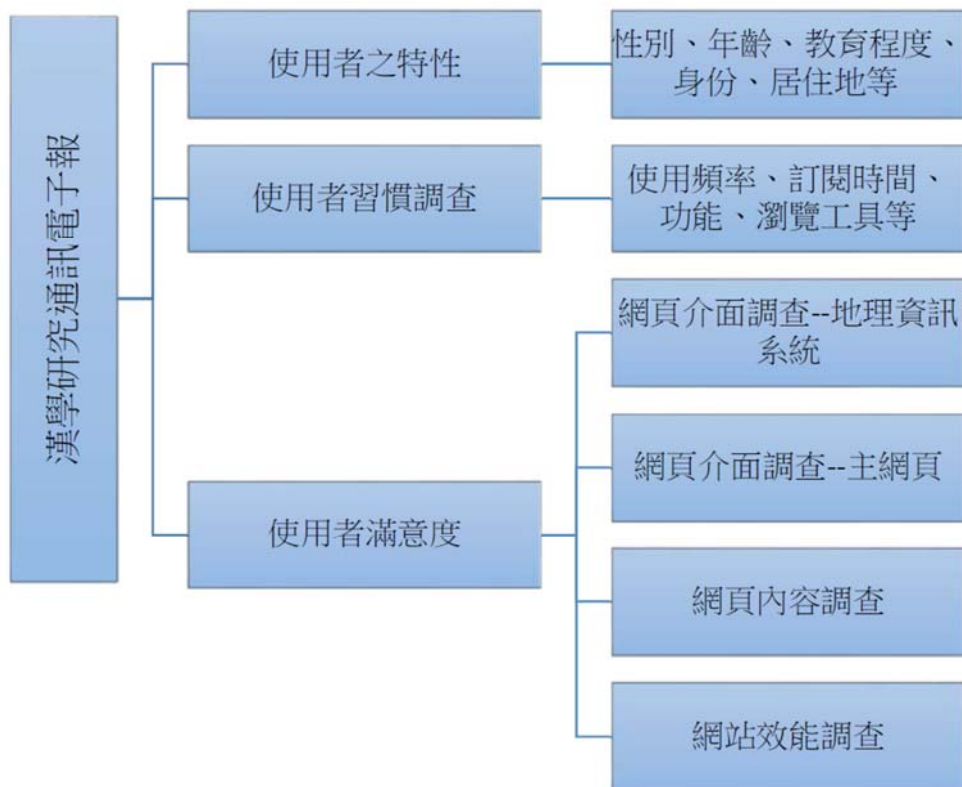 漢學研究通訊電子報
使用者之特性
性別、年齡、教育程度、
身份、居住地等
使用者習慣調查
使用頻率、訂閱時間、
功能、瀏覽工具等
使用者滿意度
網頁介面調查--地理資訊
系統
網頁介面調查--主網頁
網頁內容調查
網站效能調查